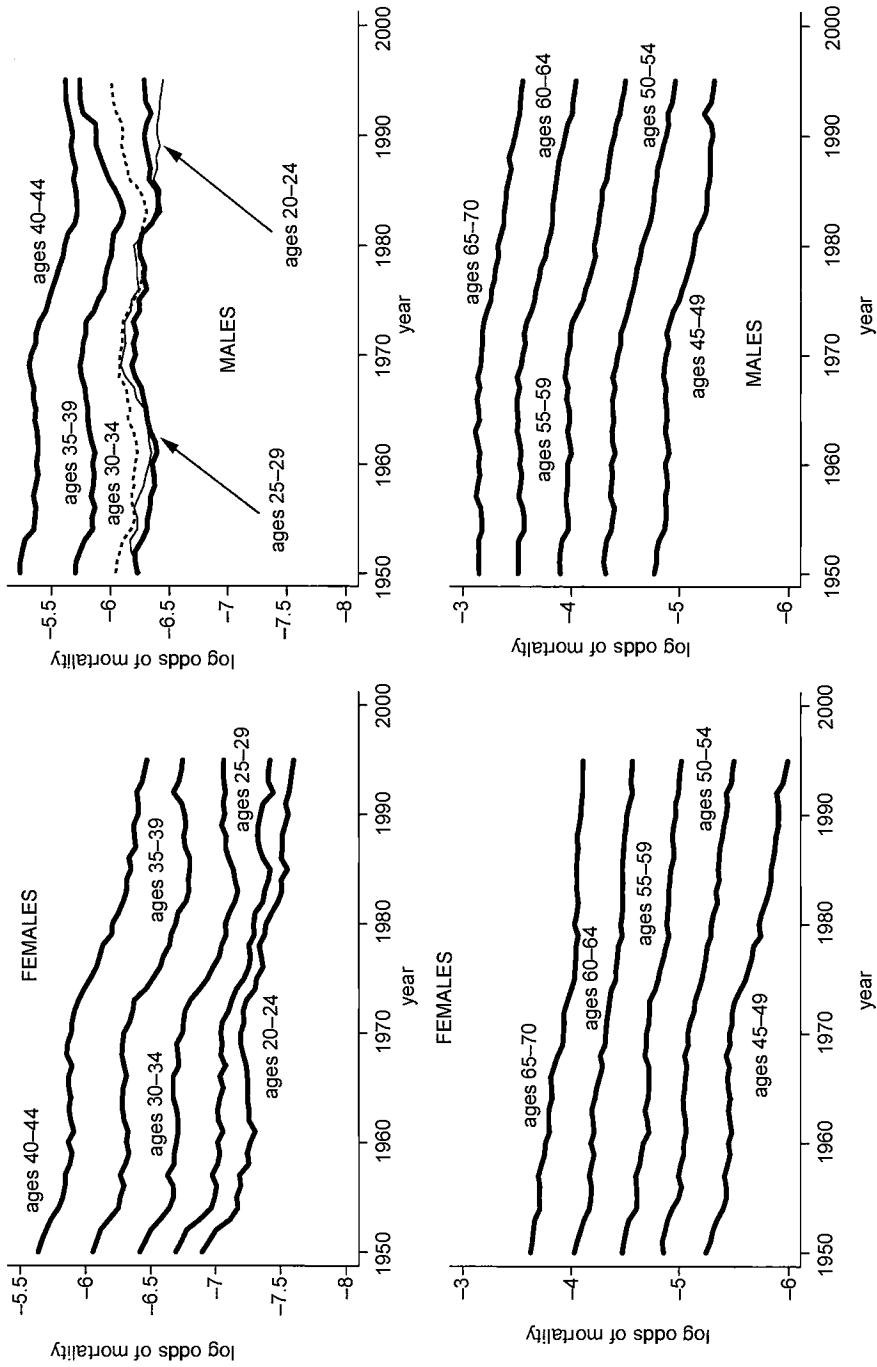 FEMALES
log odds of mortality
–5.5
–6
–6.5
–7
–7.5
–8
ages 40–44
ages 35–39
ages 30–34
ages 25–29
ages 20–24
1950
1960
1970
1980
1990
2000
year
MALES
log odds of mortality
–5.5
–6
–6.5
–7
–7.5
–8
ages 40–44
ages 35–39
ages 30–34
ages 25–29
ages 20–24
1950
1960
1970
1980
1990
2000
year
FEMALES
log odds of mortality
–3
–4
–5
–6
ages 65–70
ages 60–64
ages 55–59
ages 50–54
ages 45–49
1950
1960
1970
1980
1990
2000
year
MALES
log odds of mortality
–3
–4
–5
–6
ages 65–70
ages 60–64
ages 55–59
ages 50–54
ages 45–49
1950
1960
1970
1980
1990
2000
year